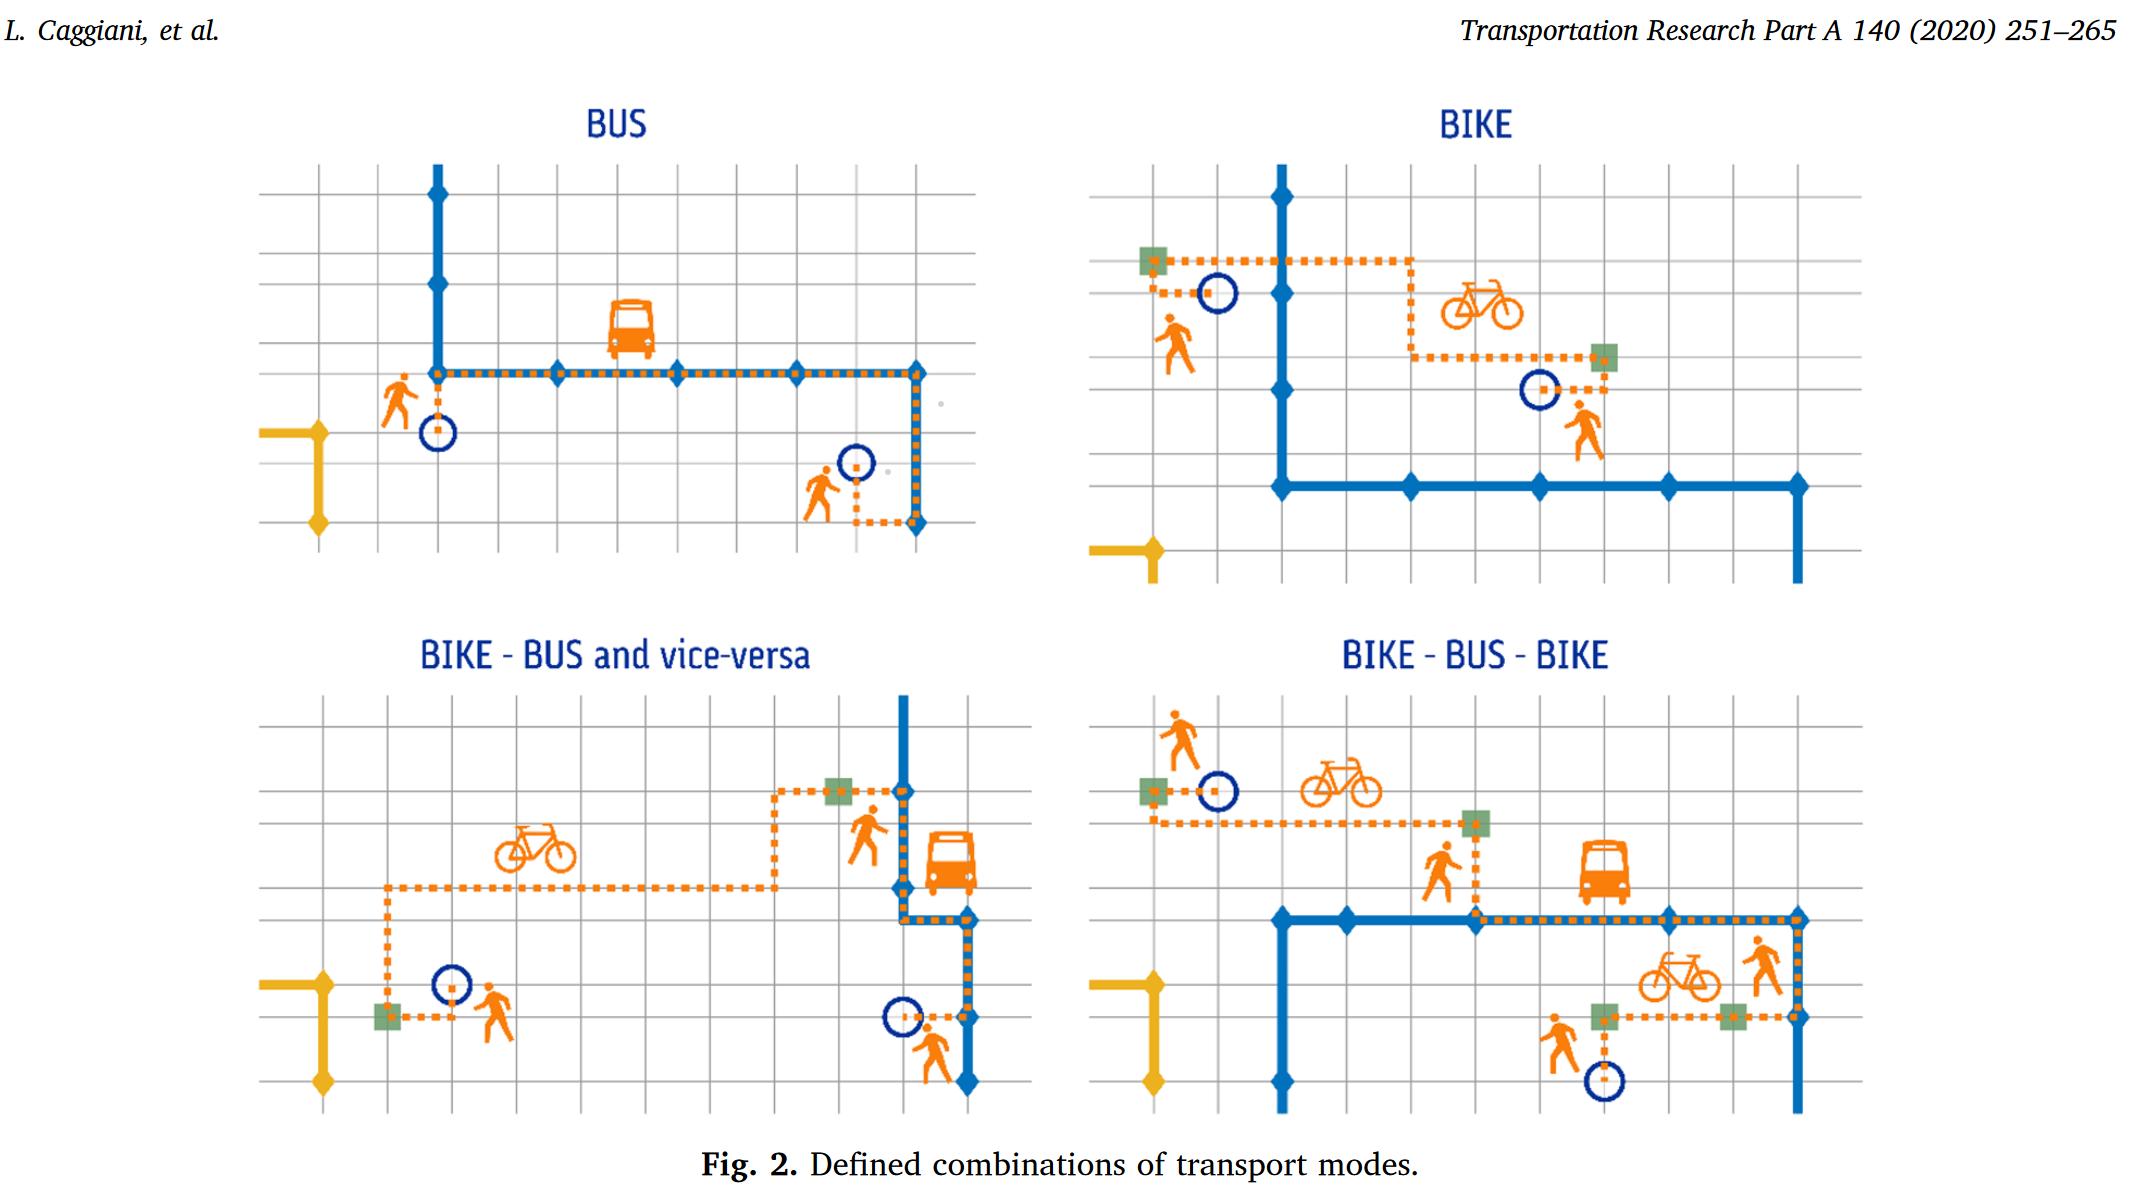 L. Caggiani, et al.
Transportation Research Part A 140 (2020) 251–265
BUS
BIKE
BIKE - BUS and vice-versa
BIKE - BUS - BIKE
Fig. 2. Defined combinations of transport modes.